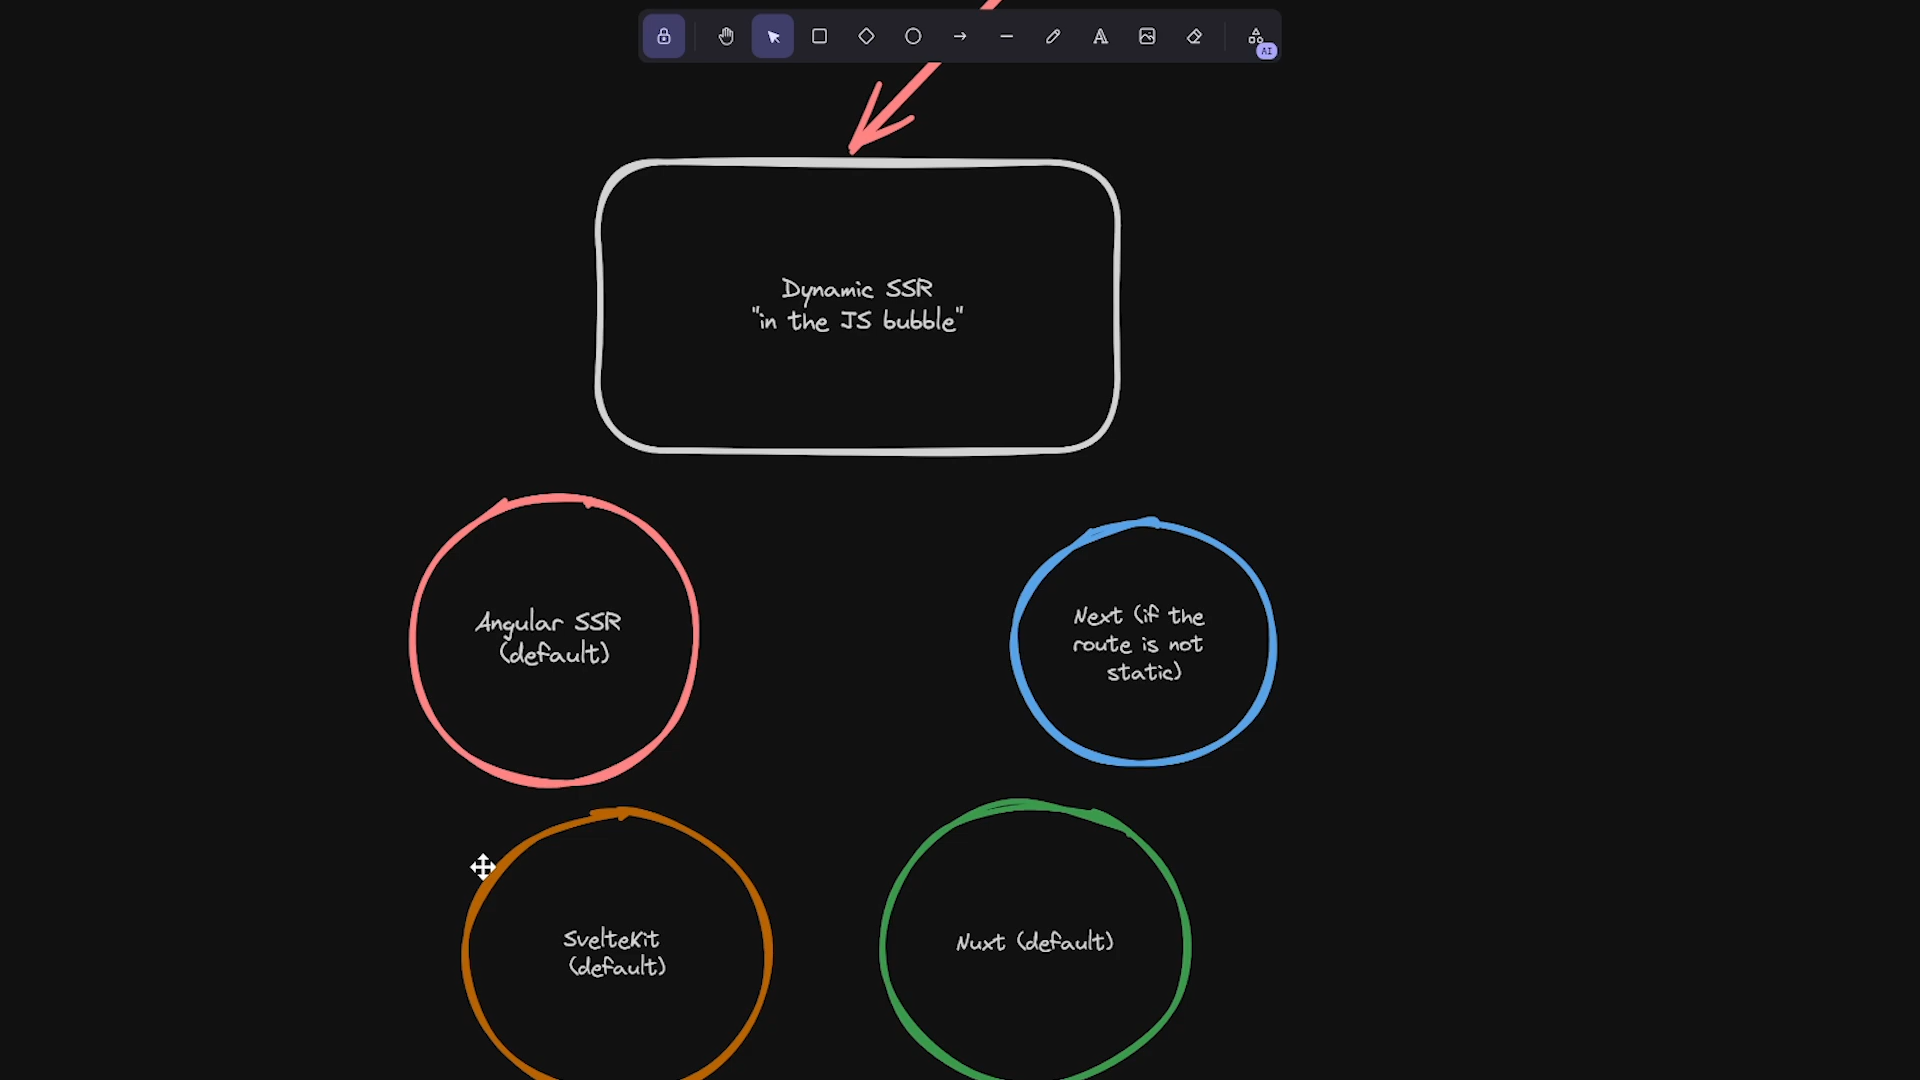 AI
Dynamic SSR
"in the JS bubble"
Angular SSR
(default)
Next (if the
route is not
static)
SvelteKit
(default)
Nuxt (default)